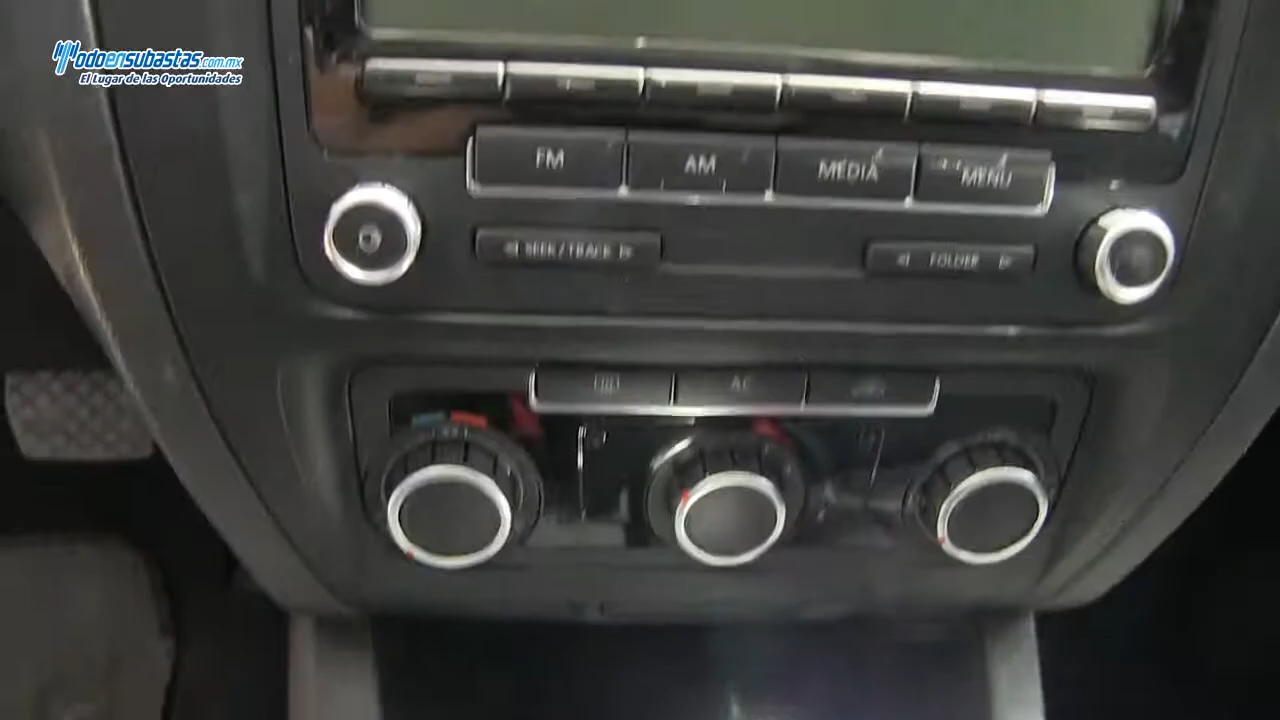 Todoensubastas.com.mx
El Lugar de las Oportunidades
FM AM MEDIA MENU
SEEK / TRACK FOLDER
AC